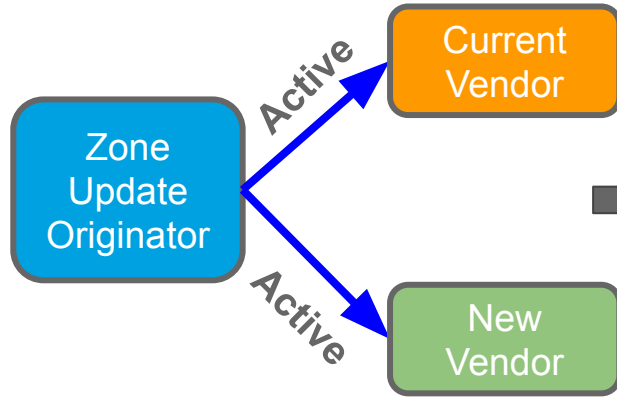 Zone
Update
Originator
Active
Current
Vendor
Active
New
Vendor